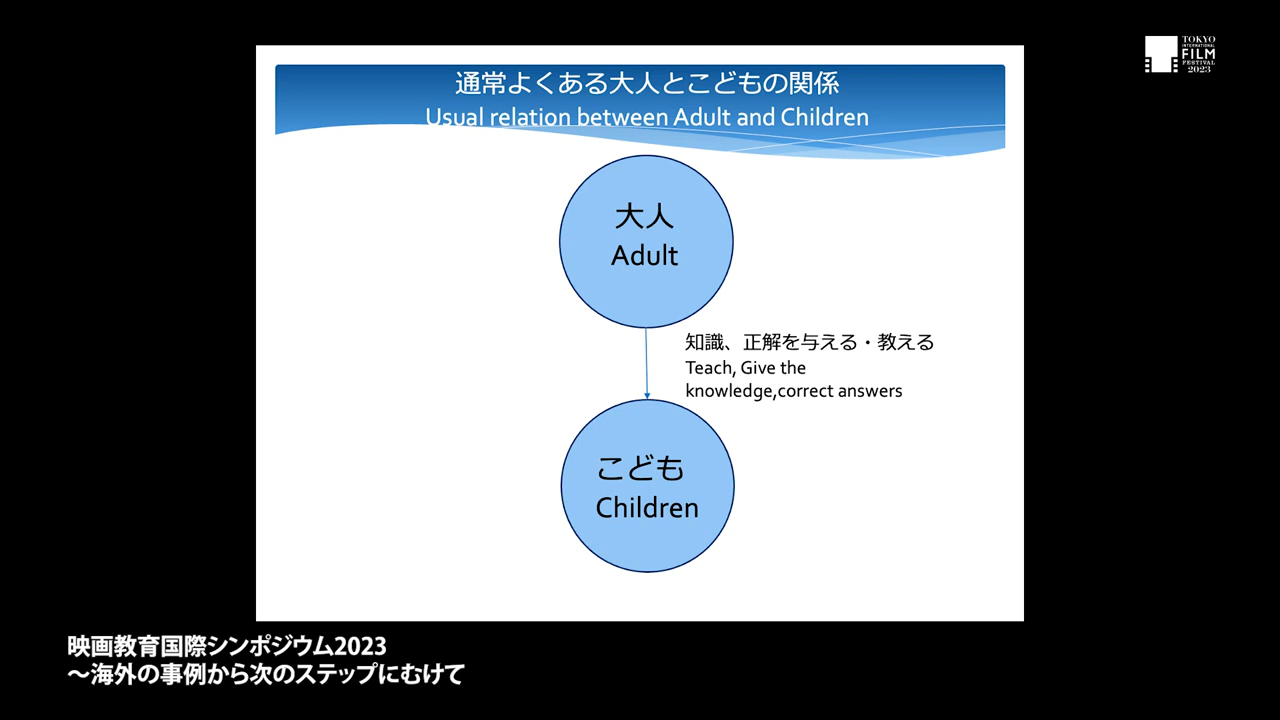 TOKYO
INTERNATIONAL
FILM
FESTIVAL
2023
通常よくある大人とこどもの関係
Usual relation between Adult and Children
大人
Adult
知識、正解を与える・教える
Teach, Give the
knowledge,correct answers
こども
Children
映画教育国際シンポジウム2023
～海外の事例から次のステップにむけて